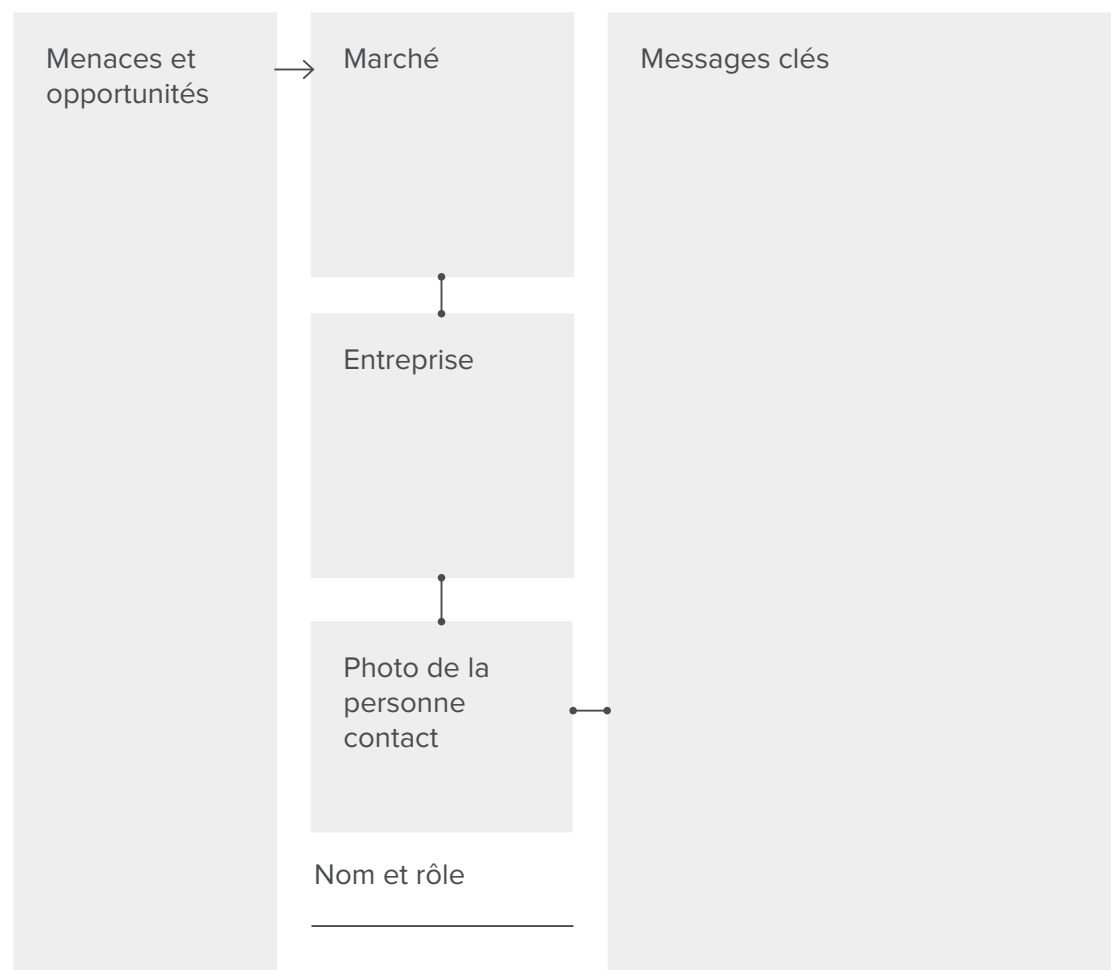 Menaces et
opportunités
Marché
Entreprise
Photo de la
personne
contact
Nom et rôle
Messages clés